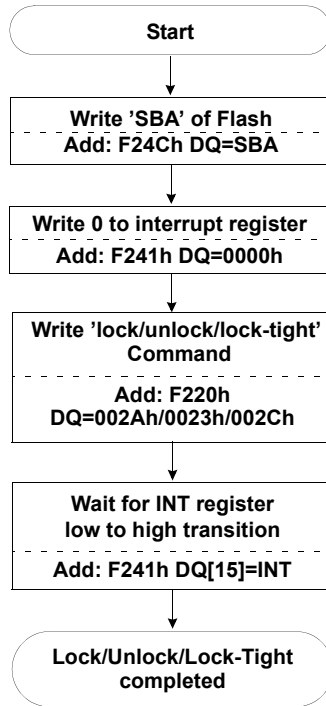 Start
Write ’SBA’ of Flash
Add: F24Ch DQ=SBA
Write 0 to interrupt register
Add: F241h DQ=0000h
Write ’lock/unlock/lock-tight’
Command
Add: F220h
DQ=002Ah/0023h/002Ch
Wait for INT register
low to high transition
Add: F241h DQ[15]=INT
Lock/Unlock/Lock-Tight
completed